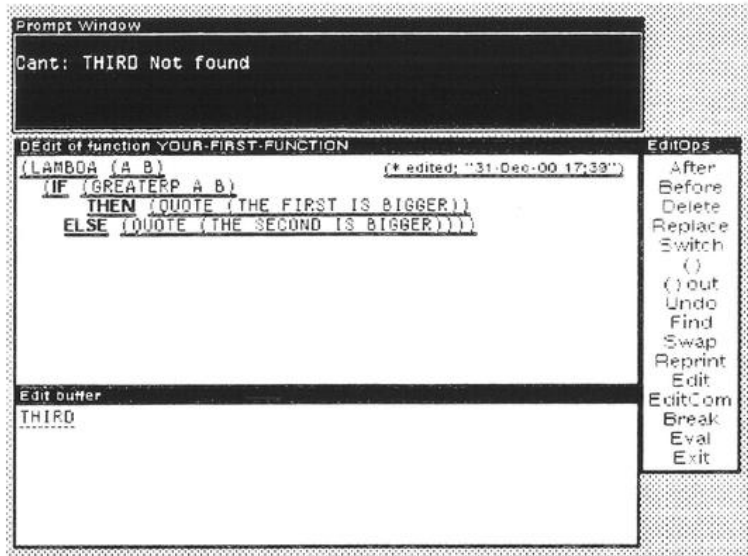 Prompt Window
Cant: THIRD Not found
DEdit of function YOUR-FIRST-FUNCTION
(LAMBDA (A B) (* edited: "31-Dec-00 17:39")
(IF (GREATERP A B)
THEN (QUOTE (THE FIRST IS BIGGER))
ELSE (QUOTE (THE SECOND IS BIGGER))))
Edit buffer
THIRD
EditOps
After
Before
Delete
Replace
Switch
( )
( ) out
Undo
Find
Swap
Reprint
Edit
EditCom
Break
Eval
Exit